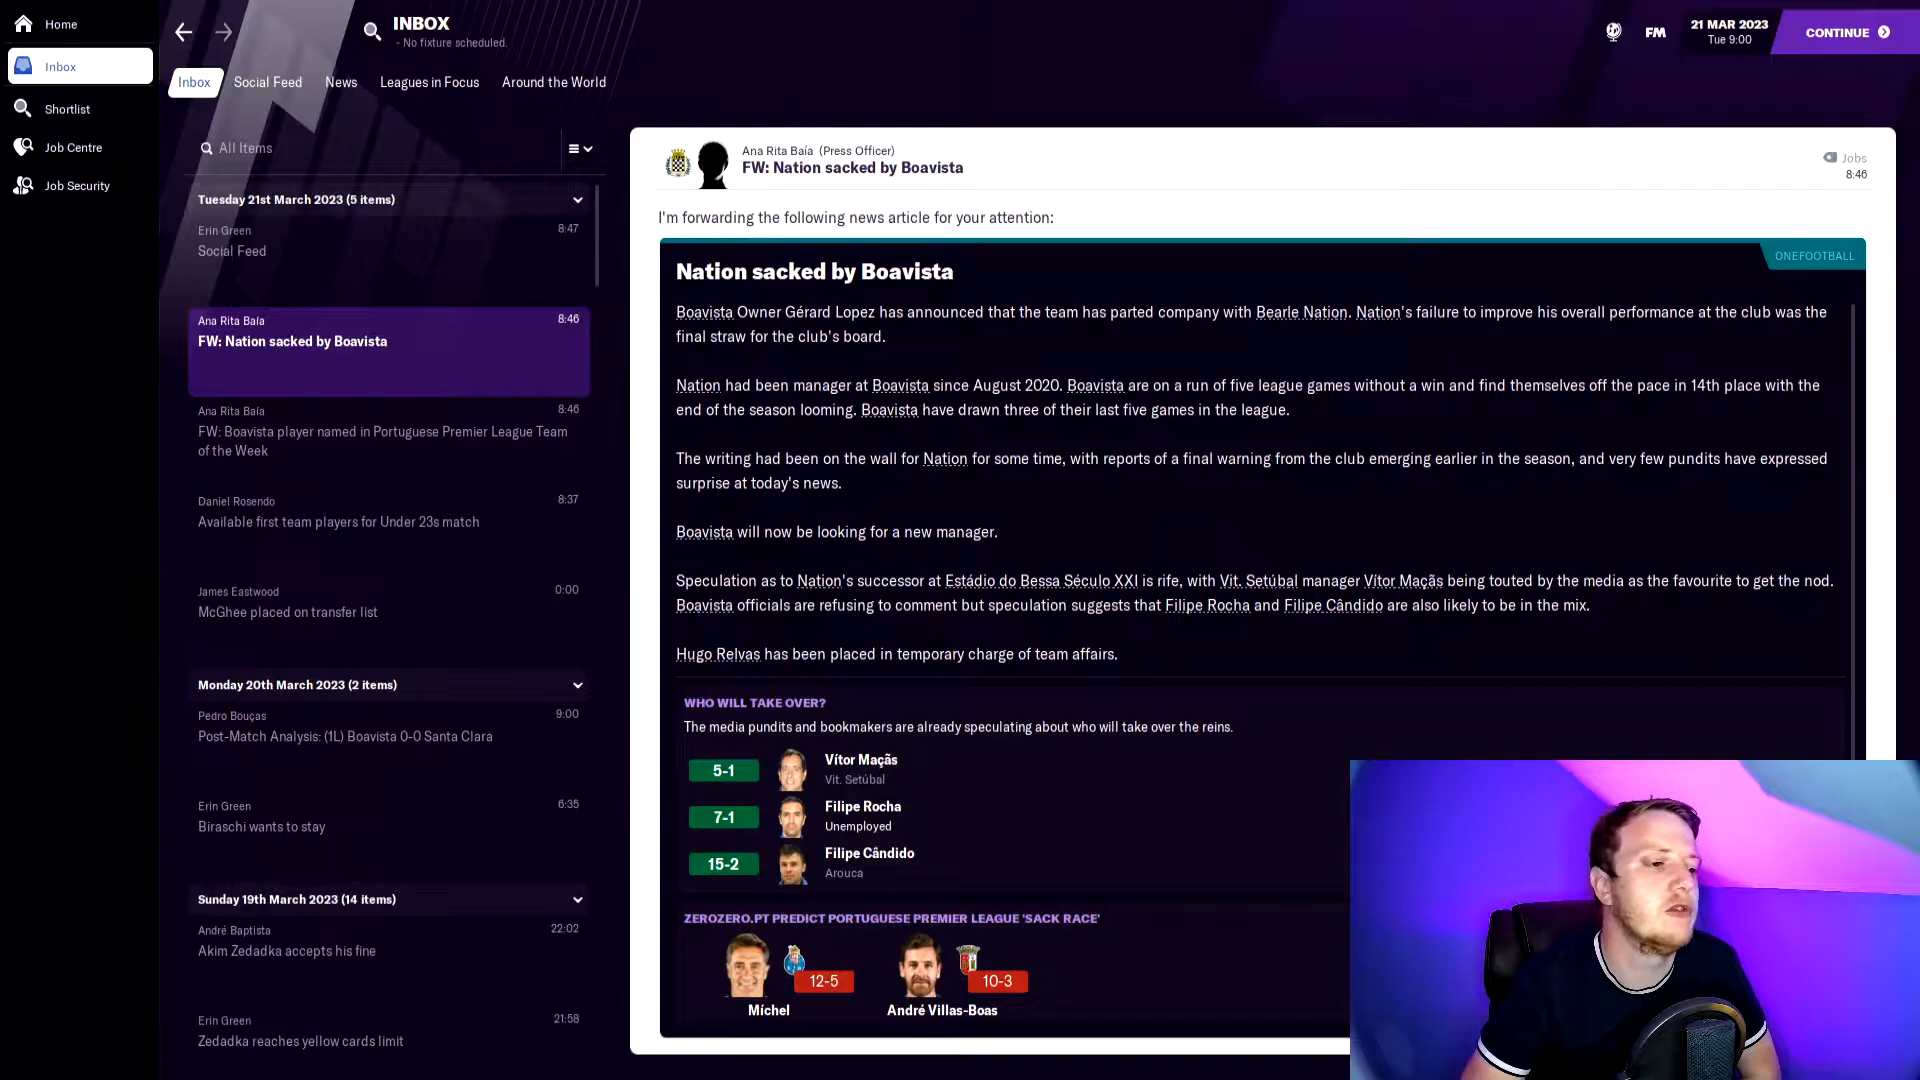 Home
Inbox
Shortlist
Job Centre
Job Security
INBOX
- No fixture scheduled.
FM
21 MAR 2023
Tue 9:00
CONTINUE
Inbox
Social Feed
News
Leagues in Focus
Around the World
All Items
Tuesday 21st March 2023 (5 items)
Erin Green
8:47
Social Feed
Ana Rita Baía
8:46
FW: Nation sacked by Boavista
Ana Rita Baía
8:46
FW: Boavista player named in Portuguese Premier League Team
of the Week
Daniel Rosendo
8:37
Available first team players for Under 23s match
James Eastwood
0:00
McGhee placed on transfer list
Monday 20th March 2023 (2 items)
Pedro Bouças
9:00
Post-Match Analysis: (1L) Boavista 0-0 Santa Clara
Erin Green
6:35
Biraschi wants to stay
Sunday 19th March 2023 (14 items)
André Baptista
22:02
Akim Zedadka accepts his fine
Erin Green
21:58
Zedadka reaches yellow cards limit
Ana Rita Baía (Press Officer)
FW: Nation sacked by Boavista
Jobs
8:46
I'm forwarding the following news article for your attention:
ONEFOOTBALL
Nation sacked by Boavista
Boavista Owner Gérard Lopez has announced that the team has parted company with Bearle Nation. Nation's failure to improve his overall performance at the club was the
final straw for the club's board.
Nation had been manager at Boavista since August 2020. Boavista are on a run of five league games without a win and find themselves off the pace in 14th place with the
end of the season looming. Boavista have drawn three of their last five games in the league.
The writing had been on the wall for Nation for some time, with reports of a final warning from the club emerging earlier in the season, and very few pundits have expressed
surprise at today's news.
Boavista will now be looking for a new manager.
Speculation as to Nation's successor at Estádio do Bessa Século XXI is rife, with Vit. Setúbal manager Vítor Maçãs being touted by the media as the favourite to get the nod.
Boavista officials are refusing to comment but speculation suggests that Filipe Rocha and Filipe Cândido are also likely to be in the mix.
Hugo Relvas has been placed in temporary charge of team affairs.
WHO WILL TAKE OVER?
The media pundits and bookmakers are already speculating about who will take over the reins.
5-1
Vítor Maçãs
Vit. Setúbal
7-1
Filipe Rocha
Unemployed
15-2
Filipe Cândido
Arouca
ZEROZERO.PT PREDICT PORTUGUESE PREMIER LEAGUE 'SACK RACE'
12-5
Míchel
10-3
André Villas-Boas